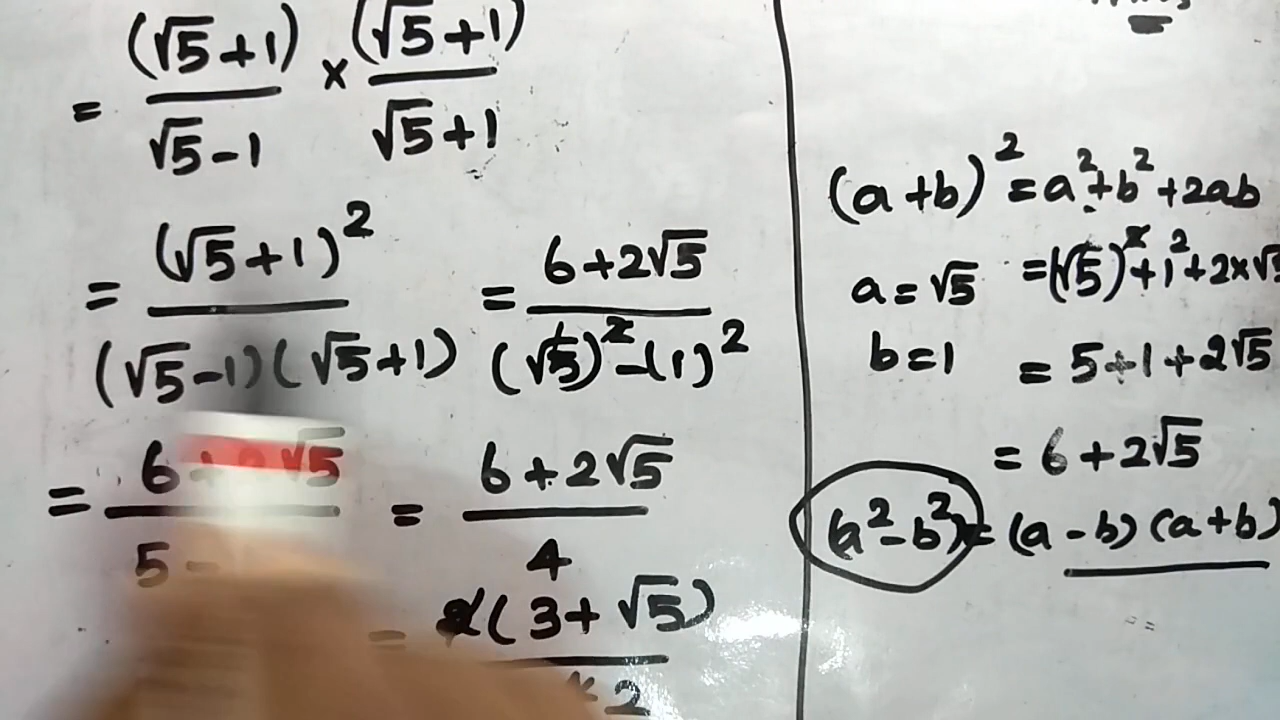 = (√5+1)/(√5-1) × (√5+1)/(√5+1)
= (√5+1)²/((√5-1)(√5+1)) = (6+2√5)/((√5)²-(1)²)
= 6 √5/5- = (6+2√5)/4
= 2(3+√5)/2
(a+b)² = a²+b²+2ab
a=√5 =(√5)²+1²+2×√5
b=1 = 5+1+2√5
= 6+2√5
(a²-b²) = (a-b)(a+b)